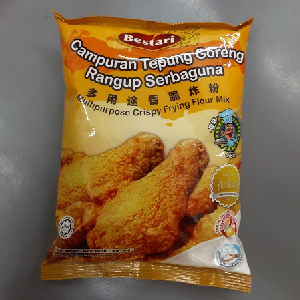 Bestari
Campuran Tepung Goreng
Rangup Serbaguna
多用途香脆炸粉
Multipurpose Crispy Frying Flour Mix